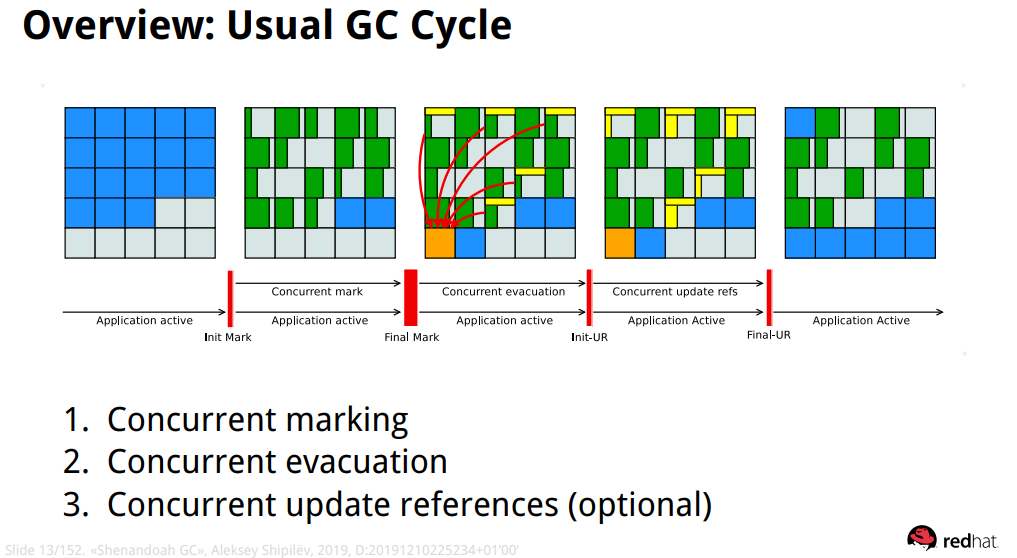 Overview: Usual GC Cycle
Concurrent mark
Concurrent evacuation
Concurrent update refs
Application active
Application active
Application active
Application Active
Application Active
Init Mark
Final Mark
Init-UR
Final-UR
1. Concurrent marking
2. Concurrent evacuation
3. Concurrent update references (optional)
Slide 13/152. «Shenandoah GC», Aleksey Shipilëv, 2019, D:20191210225234+01'00'
redhat.